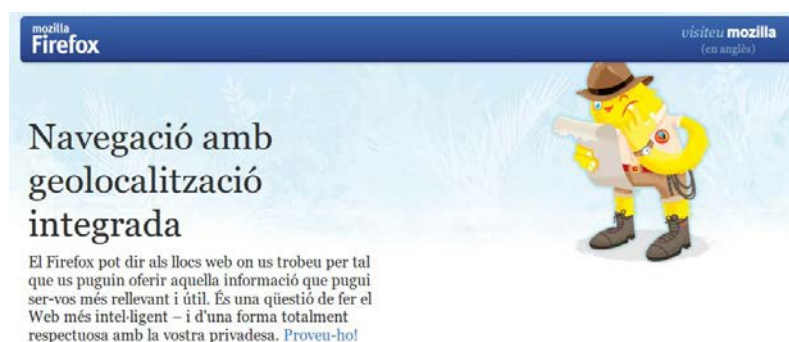 mozilla
Firefox
visiteu mozilla
(en anglès)
Navegació amb
geolocalització
integrada
El Firefox pot dir als llocs web on us trobeu per tal
que us puguin oferir aquella informació que pugui
ser-vos més rellevant i útil. És una qüestió de fer el
Web més intel·ligent – i d'una forma totalment
respectuosa amb la vostra privadesa. Proveu-ho!